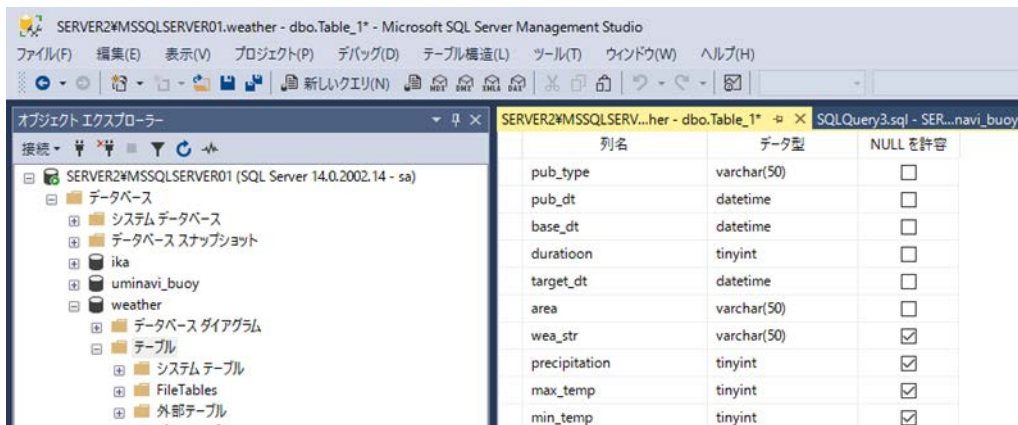 SERVER2¥MSSQLSERVER01.weather - dbo.Table_1* - Microsoft SQL Server Management Studio
ファイル(F) 編集(E) 表示(V) プロジェクト(P) デバッグ(D) テーブル構造(L) ツール(T) ウィンドウ(W) ヘルプ(H)
新しいクエリ(N) MDX DMX XMLA DAX
オブジェクト エクスプローラー
SERVER2¥MSSQLSERV...her - dbo.Table_1* SQLQuery3.sql - SER...navi_buoy
接続
列名 データ型 NULL を許容
SERVER2¥MSSQLSERVER01 (SQL Server 14.0.2002.14 - sa)
データベース
システム データベース
データベース スナップショット
ika
uminavi_buoy
weather
データベース ダイアグラム
テーブル
システム テーブル
FileTables
外部テーブル
pub_type varchar(50)
pub_dt datetime
base_dt datetime
duratioon tinyint
target_dt datetime
area varchar(50)
wea_str varchar(50)
precipitation tinyint
max_temp tinyint
min_temp tinyint